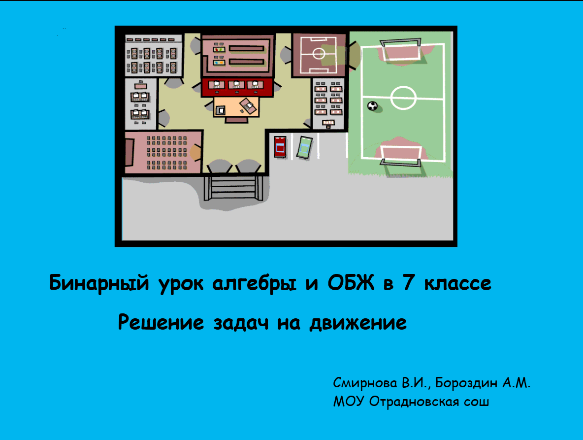 Бинарный урок алгебры и ОБЖ в 7 классе
Решение задач на движение
Смирнова В.И., Бороздин А.М.
МОУ Отрадновская сош